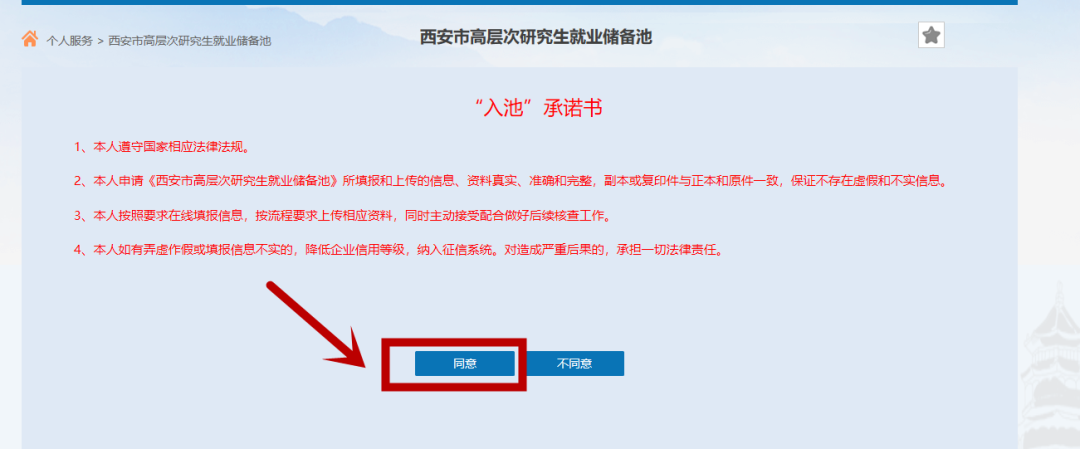 个人服务 > 西安市高层次研究生就业储备池
西安市高层次研究生就业储备池
“入池”承诺书
1、本人遵守国家相应法律法规。
2、本人申请《西安市高层次研究生就业储备池》所填报和上传的信息、资料真实、准确和完整，副本或复印件与正本和原件一致，保证不存在虚假和不实信息。
3、本人按照要求在线填报信息，按流程要求上传相应资料，同时主动接受配合做好后续核查工作。
4、本人如有弄虚作假或填报信息不实的，降低企业信用等级，纳入征信系统。对造成严重后果的，承担一切法律责任。
同意 不同意